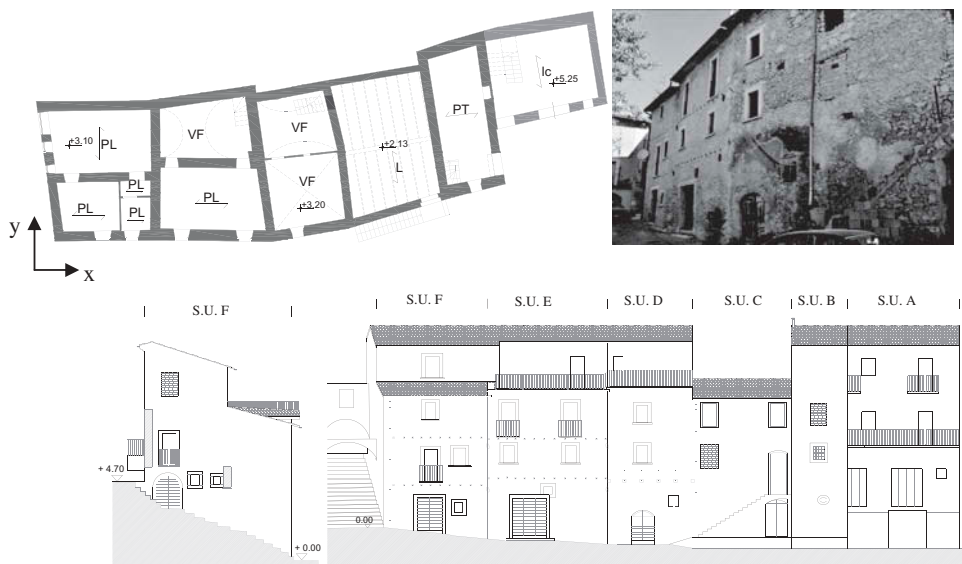 Ic
+5,25
PT
VF
VF
+3.10
PL
+2,13
L
VF
PL
PL
PL
PL
+3,20
y
x
S.U. F
S.U. F
S.U. E
S.U. D
S.U. C
S.U. B
S.U. A
+ 4.70
0.00
+ 0.00